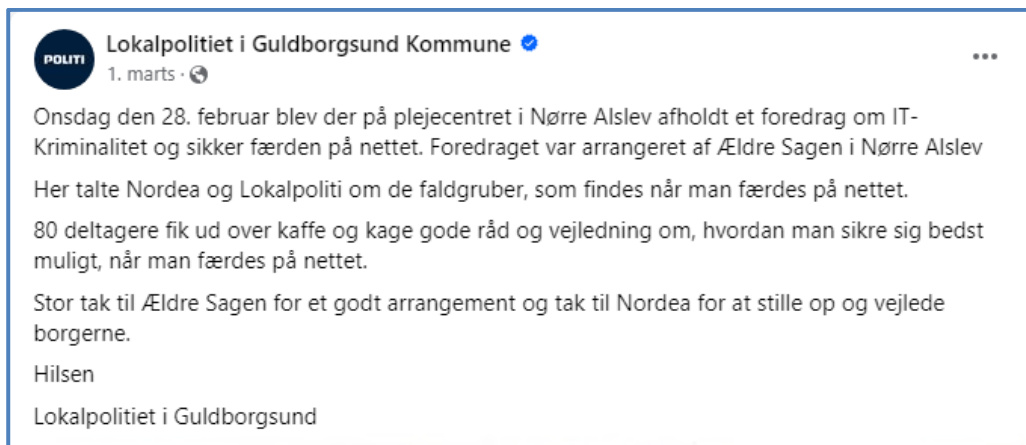 POLITI
Lokalpolitiet i Guldborgsund Kommune
1. marts ·
Onsdag den 28. februar blev der på plejecentret i Nørre Alslev afholdt et foredrag om IT-
Kriminalitet og sikker færden på nettet. Foredraget var arrangeret af Ældre Sagen i Nørre Alslev
Her talte Nordea og Lokalpoliti om de faldgruber, som findes når man færdes på nettet.
80 deltagere fik ud over kaffe og kage gode råd og vejledning om, hvordan man sikre sig bedst
muligt, når man færdes på nettet.
Stor tak til Ældre Sagen for et godt arrangement og tak til Nordea for at stille op og vejlede
borgerne.
Hilsen
Lokalpolitiet i Guldborgsund